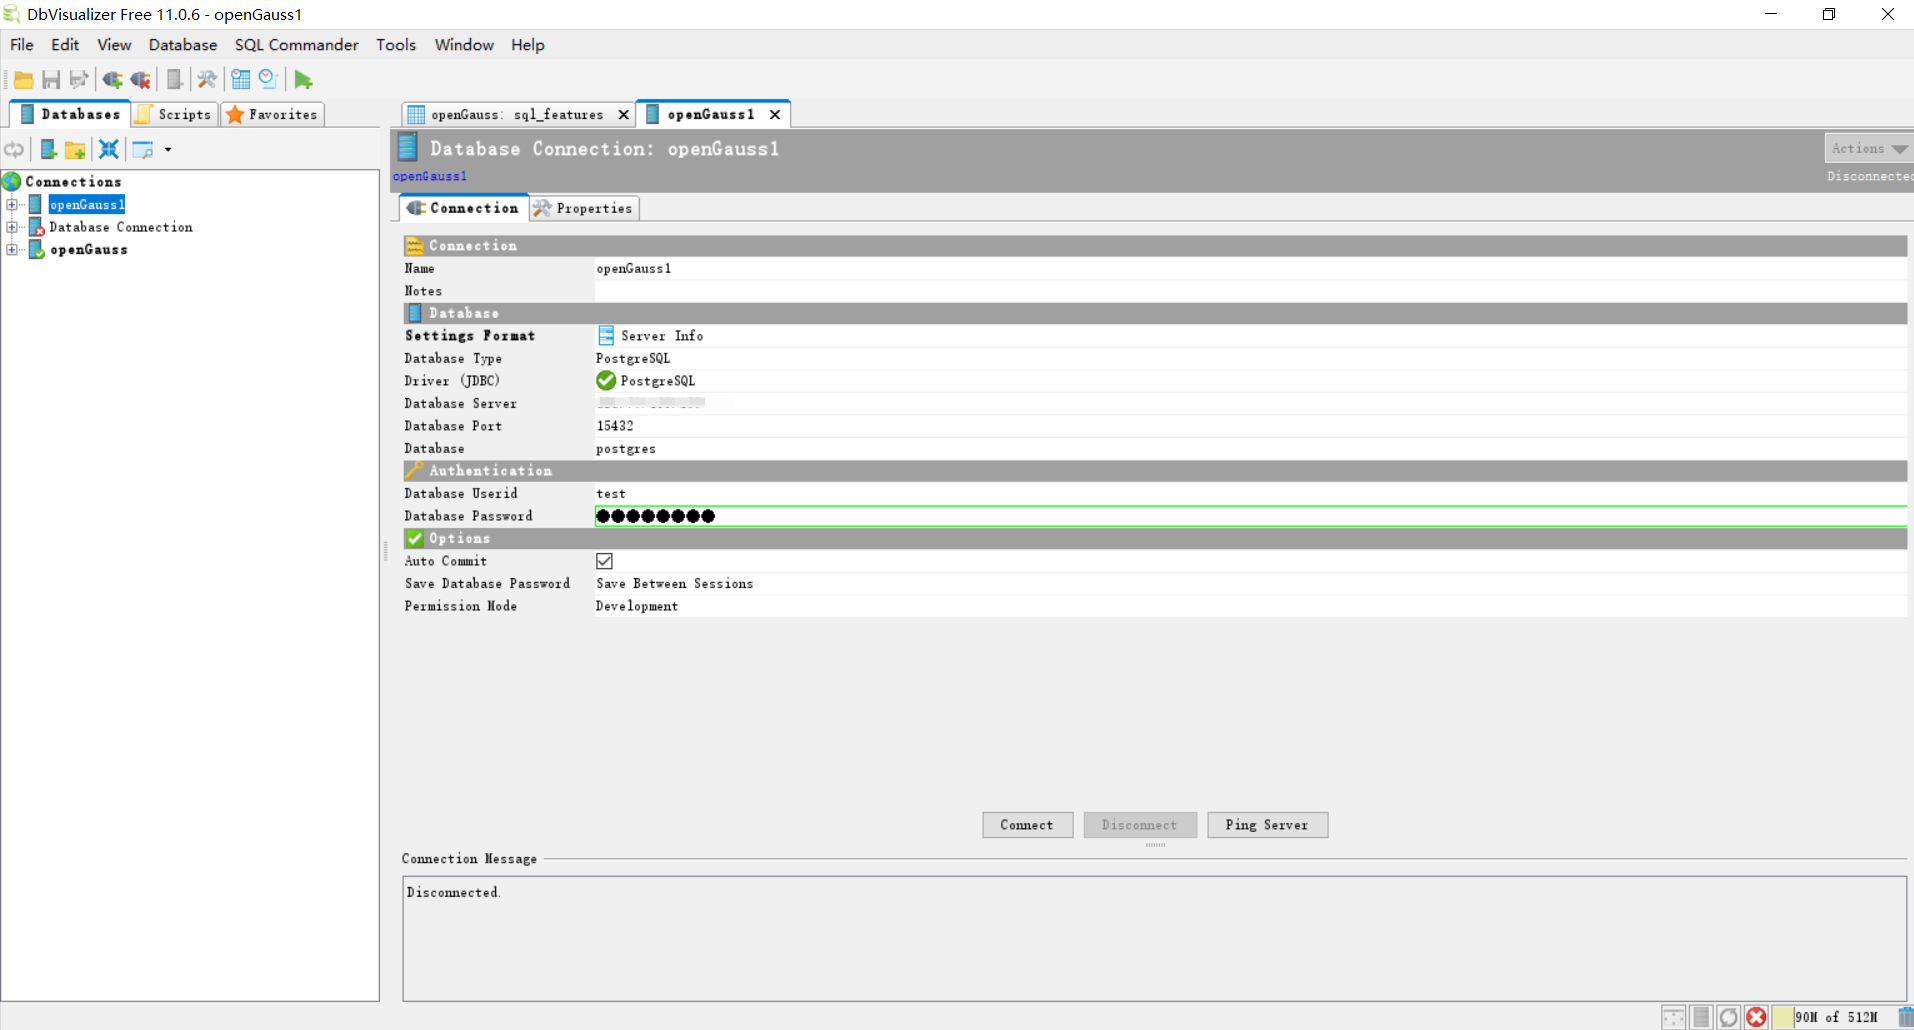 DbVisualizer Free 11.0.6 - openGauss1
File Edit View Database SQL Commander Tools Window Help
Databases Scripts Favorites
openGauss: sql_features openGauss1
Database Connection: openGauss1
Actions
openGauss1
Disconnected
Connections
openGauss1
Database Connection
openGauss
Connection Properties
Connection
Name openGauss1
Notes
Database
Settings Format Server Info
Database Type PostgreSQL
Driver (JDBC) PostgreSQL
Database Server
Database Port 15432
Database postgres
Authentication
Database Userid test
Database Password
Options
Auto Commit
Save Database Password Save Between Sessions
Permission Mode Development
Connect Disconnect Ping Server
Connection Message
Disconnected.
90M of 512M